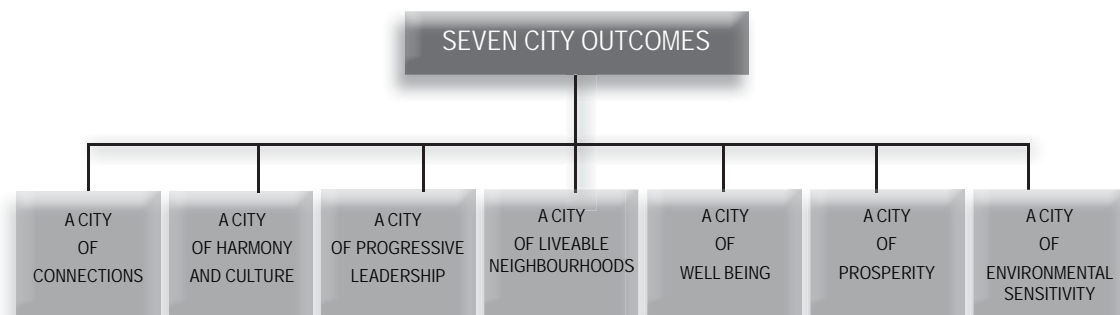 SEVEN CITY OUTCOMES
A CITY
OF
CONNECTIONS
A CITY
OF HARMONY
AND CULTURE
A CITY
OF PROGRESSIVE
LEADERSHIP
A CITY
OF LIVEABLE
NEIGHBOURHOODS
A CITY
OF
WELL BEING
A CITY
OF
PROSPERITY
A CITY
OF
ENVIRONMENTAL
SENSITIVITY